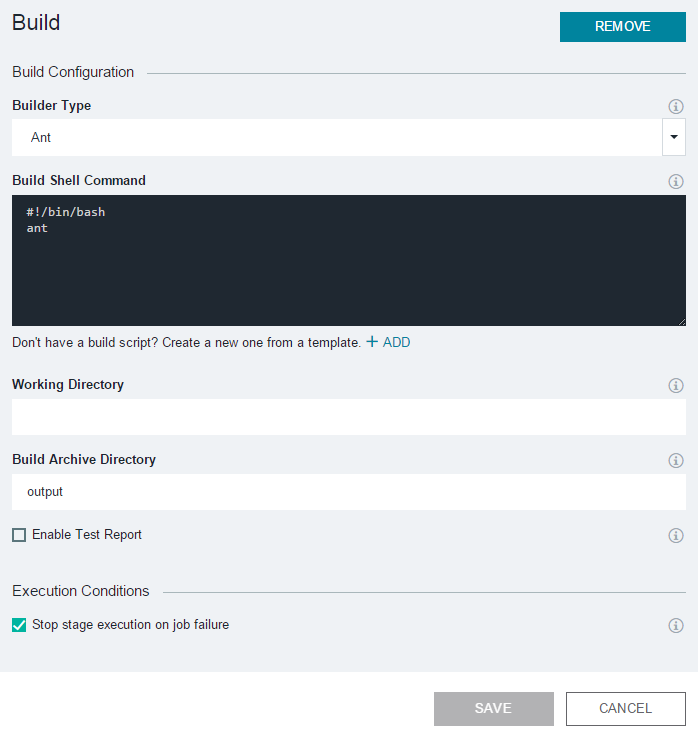 Build
REMOVE
Build Configuration
Builder Type
Ant
Build Shell Command
#!/bin/bash
ant
Don't have a build script? Create a new one from a template. + ADD
Working Directory
Build Archive Directory
output
Enable Test Report
Execution Conditions
Stop stage execution on job failure
SAVE
CANCEL